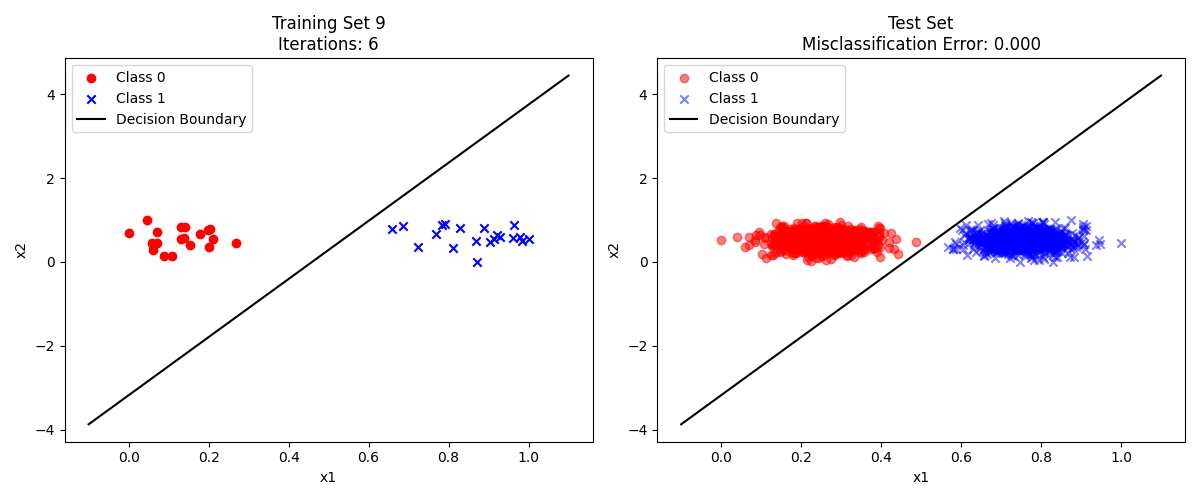 Training Set 9
Iterations: 6
Class 0
Class 1
Decision Boundary
4
2
0
−2
−4
x2
0.0 0.2 0.4 0.6 0.8 1.0
x1
Test Set
Misclassification Error: 0.000
Class 0
Class 1
Decision Boundary
4
2
0
−2
−4
x2
0.0 0.2 0.4 0.6 0.8 1.0
x1